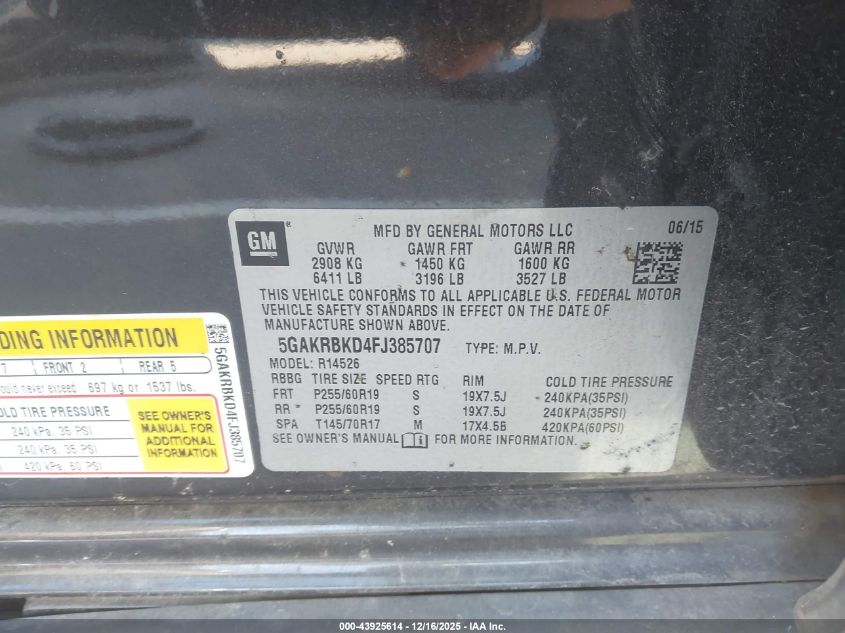 GM ®
MFD BY GENERAL MOTORS LLC 06/15
GVWR GAWR FRT GAWR RR
2908 KG 1450 KG 1600 KG
6411 LB 3196 LB 3527 LB
THIS VEHICLE CONFORMS TO ALL APPLICABLE U.S. FEDERAL MOTOR
VEHICLE SAFETY STANDARDS IN EFFECT ON THE DATE OF
MANUFACTURE SHOWN ABOVE.
5GAKRBKD4FJ385707 TYPE: M.P.V.
MODEL: R14526
RBBG TIRE SIZE SPEED RTG RIM COLD TIRE PRESSURE
FRT P255/60R19 S 19X7.5J 240KPA(35PSI)
RR P255/60R19 S 19X7.5J 240KPA(35PSI)
SPA T145/70R17 M 17X4.5B 420KPA(60PSI)
SEE OWNER'S MANUAL FOR MORE INFORMATION.
DING INFORMATION
7 FRONT 2 REAR 5
ould never exceed 697 kg or 1537 lbs.
OLD TIRE PRESSURE
240 kPa, 35 PSI
240 kPa, 35 PSI
420 kPa, 60 PSI
SEE OWNER'S
MANUAL FOR
ADDITIONAL
INFORMATION
5GAKRBKD4FJ385707
000-43925614 - 12/16/2025 - IAA Inc.